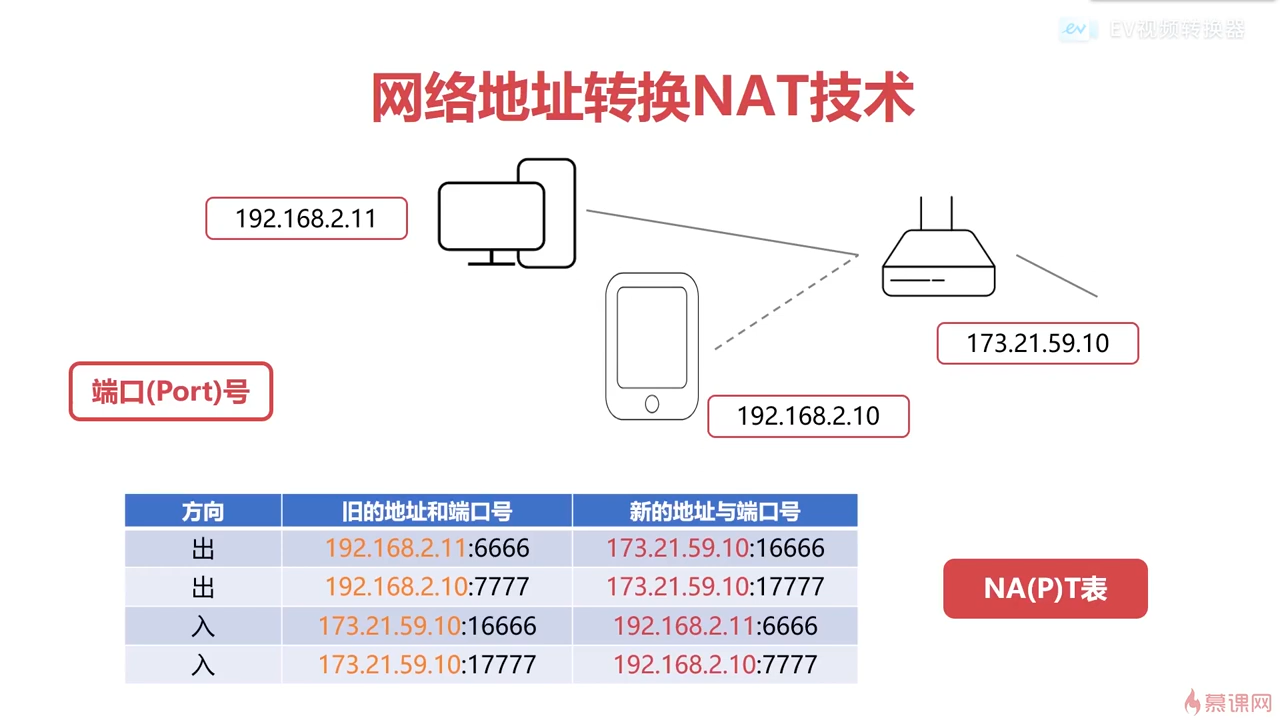 EV视频转换器
网络地址转换NAT技术
192.168.2.11
173.21.59.10
端口(Port)号
192.168.2.10
方向 旧的地址和端口号 新的地址与端口号
出 192.168.2.11:6666 173.21.59.10:16666
出 192.168.2.10:7777 173.21.59.10:17777
入 173.21.59.10:16666 192.168.2.11:6666
入 173.21.59.10:17777 192.168.2.10:7777
NA(P)T表
慕课网